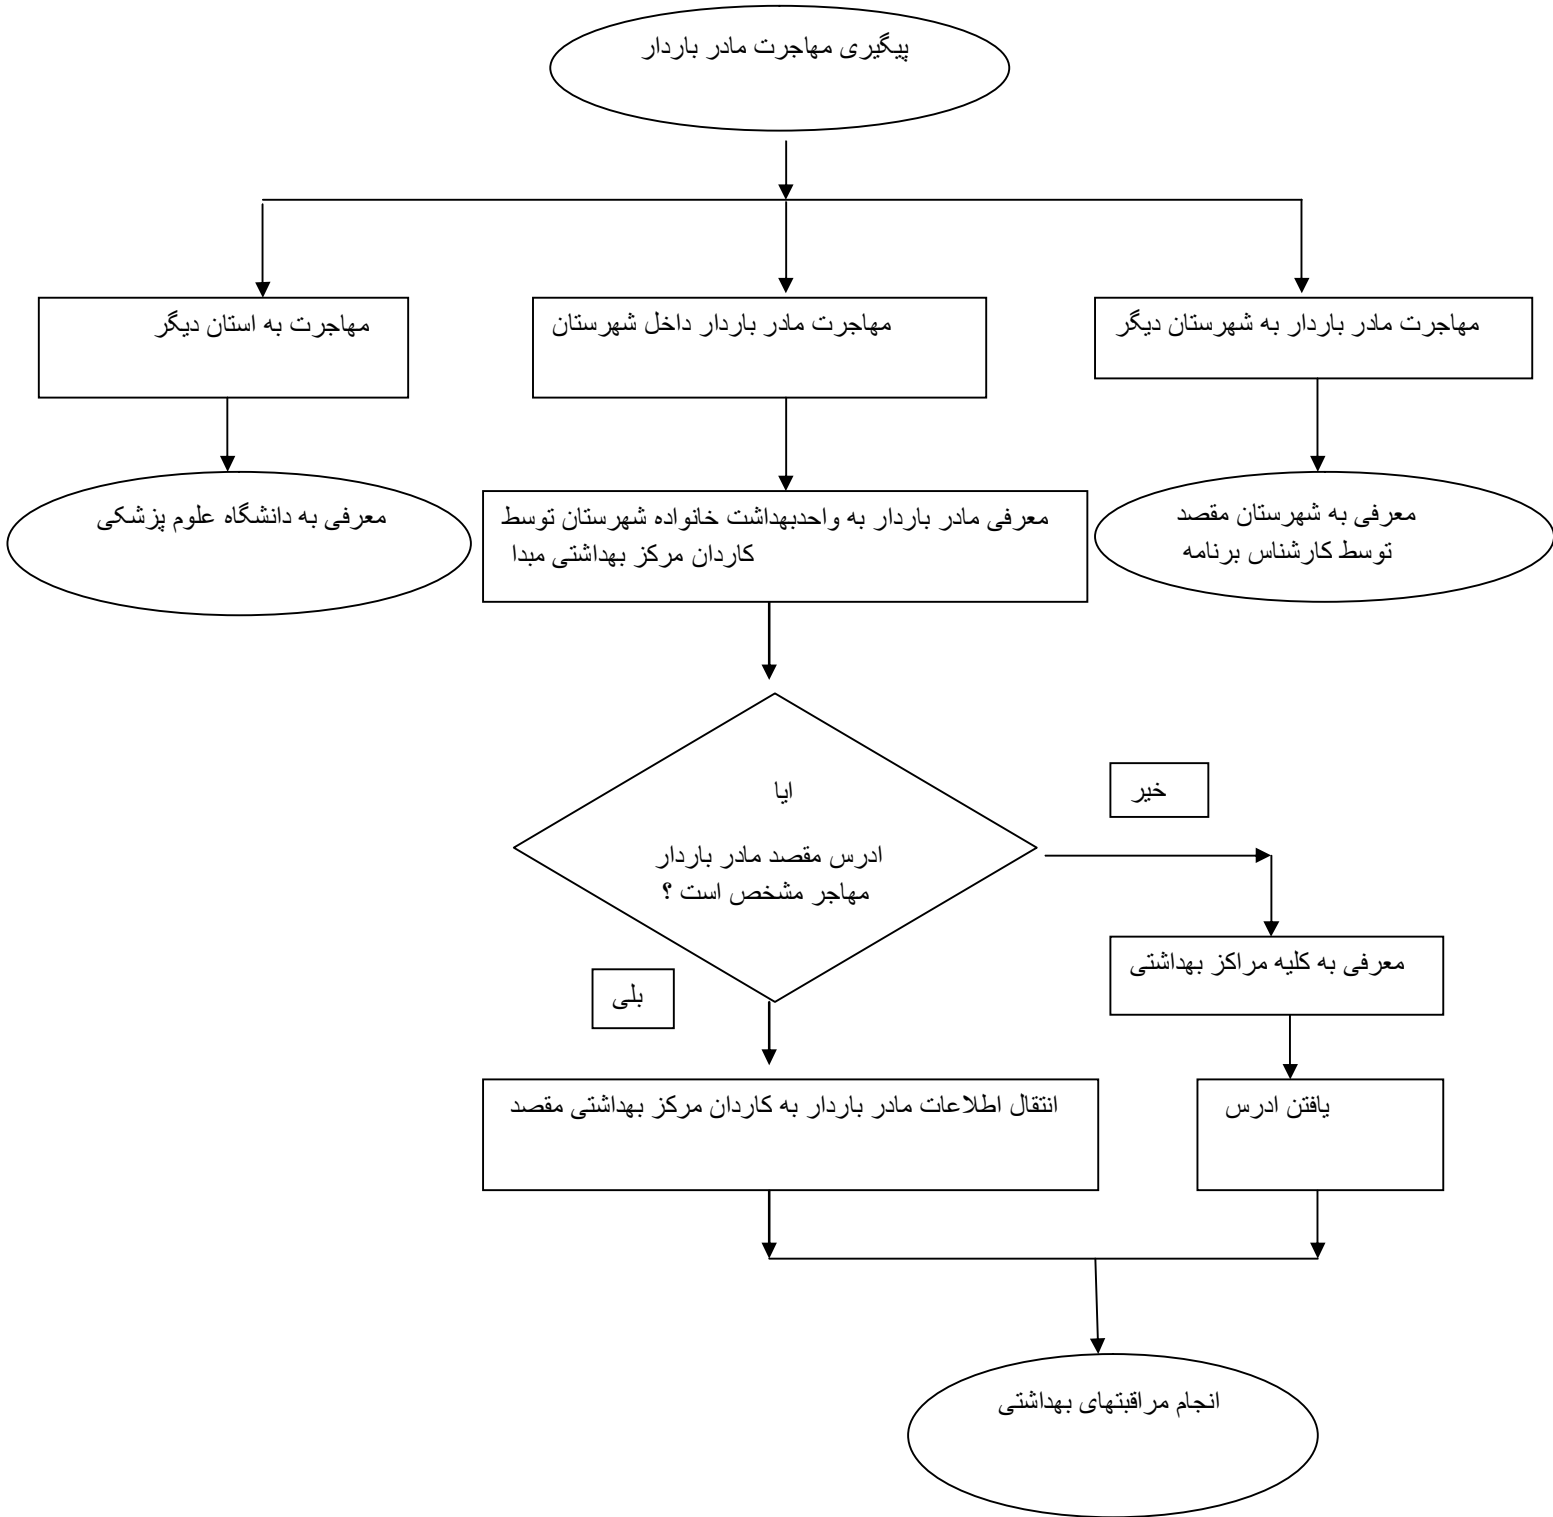 پیگیری مهاجرت مادر باردار
مهاجرت مادر باردار به شهرستان دیگر
مهاجرت مادر باردار داخل شهرستان
مهاجرت به استان دیگر
معرفی به شهرستان مقصد
توسط کارشناس برنامه
معرفی مادر باردار به واحدبهداشت خانواده شهرستان توسط
کاردان مرکز بهداشتی مبدا
معرفی به دانشگاه علوم پزشکی
ایا
ادرس مقصد مادر باردار
مهاجر مشخص است ؟
خیر
معرفی به کلیه مراکز بهداشتی
بلی
یافتن ادرس
انتقال اطلاعات مادر باردار به کاردان مرکز بهداشتی مقصد
انجام مراقبتهای بهداشتی